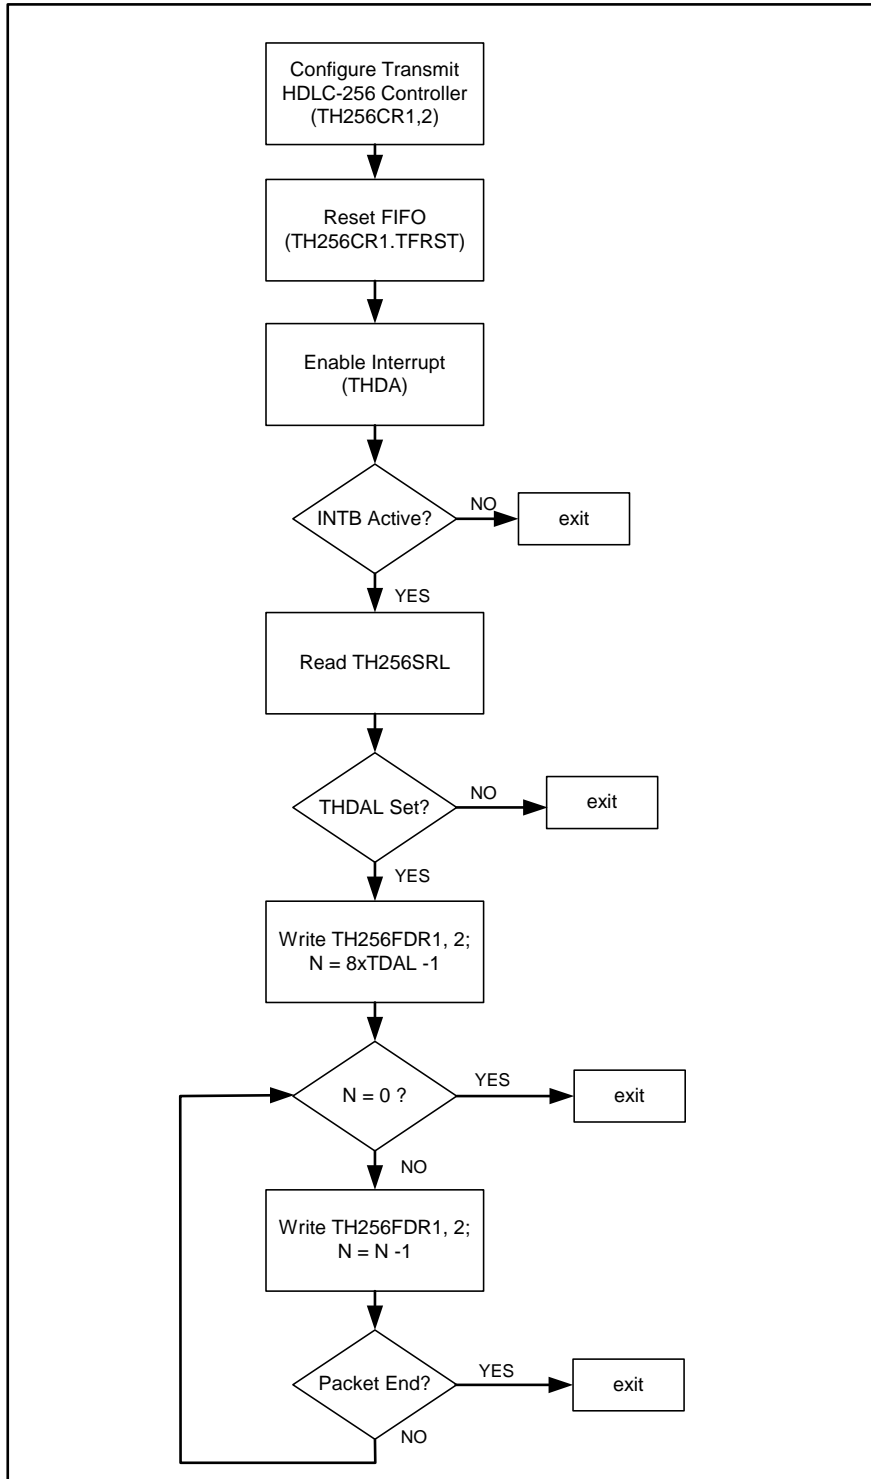 Configure Transmit
HDLC-256 Controller
(TH256CR1,2)
Reset FIFO
(TH256CR1.TFRST)
Enable Interrupt
(THDA)
INTB Active?
NO
exit
YES
Read TH256SRL
THDAL Set?
NO
exit
YES
Write TH256FDR1, 2;
N = 8xTDAL -1
N = 0 ?
YES
exit
NO
Write TH256FDR1, 2;
N = N -1
Packet End?
YES
exit
NO